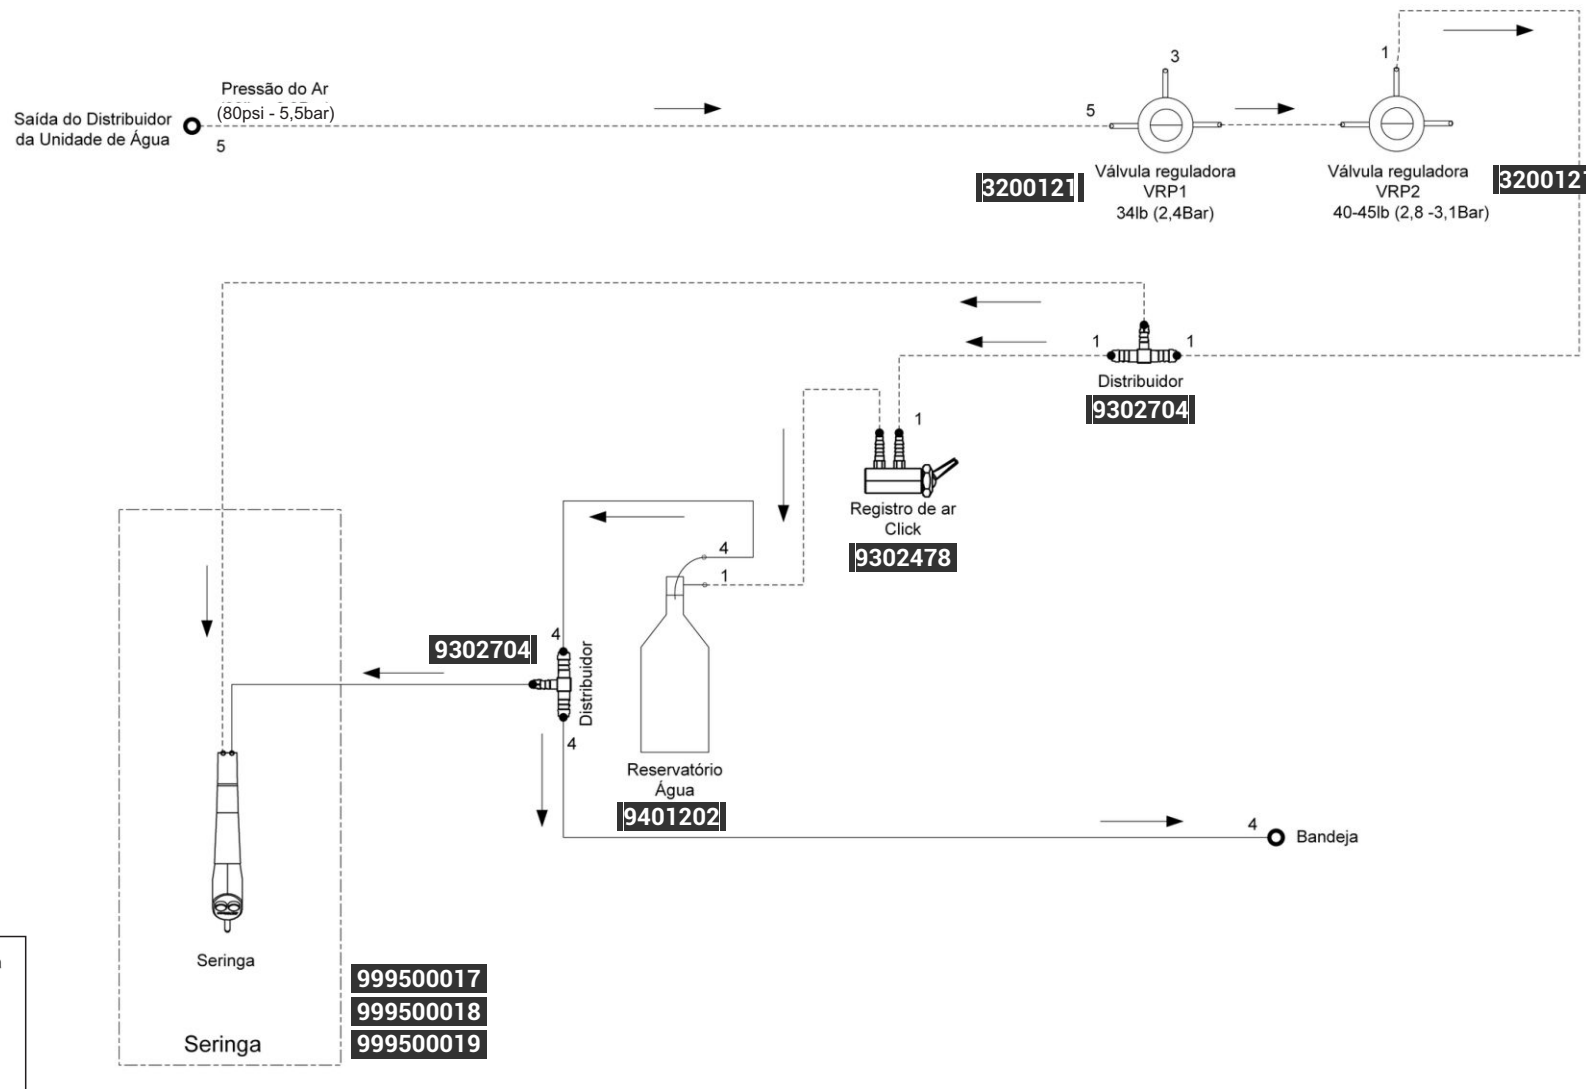 Pressão do Ar
(80psi - 5,5bar)
Saída do Distribuidor
da Unidade de Água
5
5
3
1
3200121
Válvula reguladora
VRP1
34lb (2,4Bar)
Válvula reguladora
VRP2
40-45lb (2,8 -3,1Bar)
3200121
1
1
Distribuidor
9302704
1
Registro de ar
Click
9302478
4
1
9302704
4
Distribuidor
4
Reservatório
Água
9401202
4
Bandeja
Seringa
999500017
999500018
999500019
Seringa